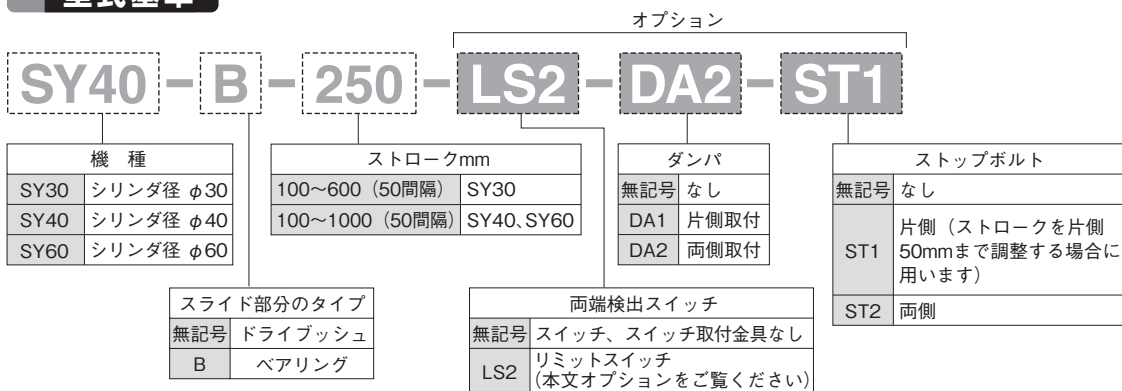 オプション
SY40-B-250-LS2-DA2-ST1
機 種
SY30 シリンダ径 φ30
SY40 シリンダ径 φ40
SY60 シリンダ径 φ60
ストロークmm
100～600（50間隔） SY30
100～1000（50間隔） SY40、SY60
ダンパ
無記号 なし
DA1 片側取付
DA2 両側取付
ストップボルト
無記号 なし
ST1 片側（ストロークを片側
50mmまで調整する場合に
用います）
ST2 両側
スライド部分のタイプ
無記号 ドライブッシュ
B ベアリング
両端検出スイッチ
無記号 スイッチ、スイッチ取付金具なし
LS2 リミットスイッチ
（本文オプションをご覧ください）